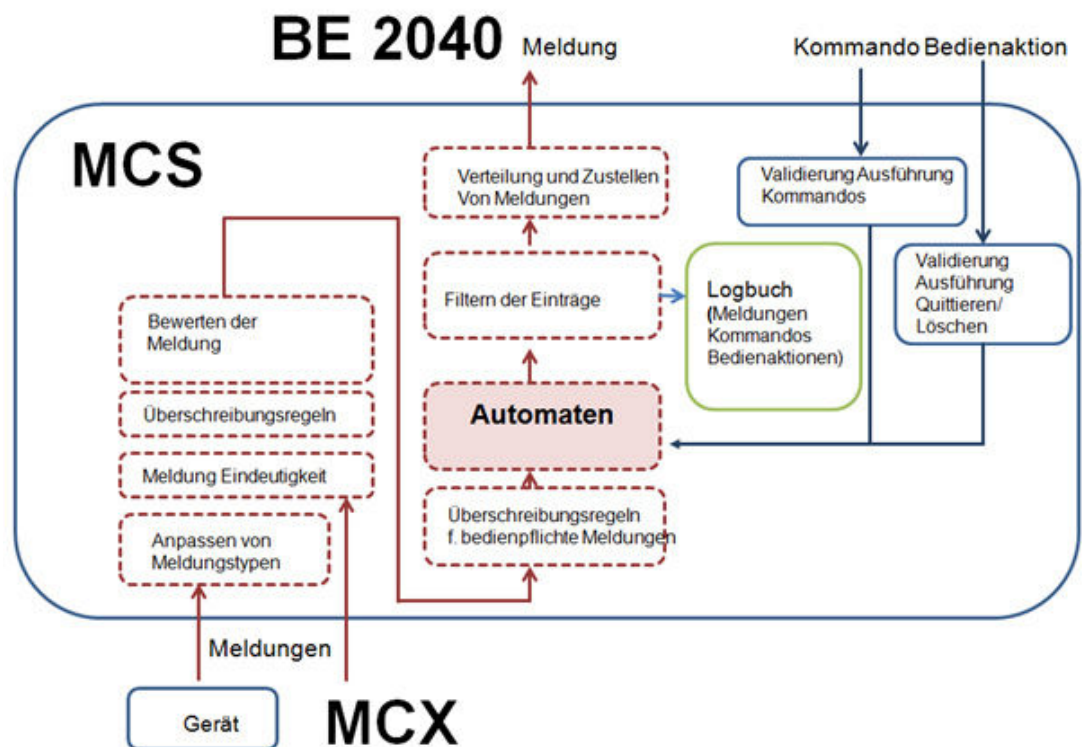 BE 2040
Meldung
Kommando Bedienaktion
MCS
Verteilung und Zustellen
Von Meldungen
Validierung Ausführung
Kommandos
Filtern der Einträge
Logbuch
(Meldungen
Kommandos
Bedienaktionen)
Validierung
Ausführung
Quittieren/
Löschen
Bewerten der
Meldung
Überschreibungsregeln
Automaten
Meldung Eindeutigkeit
Überschreibungsregeln
f. bedienpflichte Meldungen
Anpassen von
Meldungstypen
Meldungen
Gerät
MCX